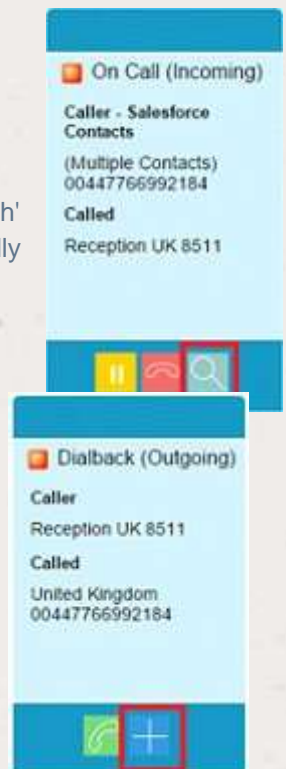 On Call (Incoming)
Caller - Salesforce
Contacts
(Multiple Contacts)
00447766992184
Called
Reception UK 8511
h'
lly
Dialback (Outgoing)
Caller
Reception UK 8511
Called
United Kingdom
00447766992184